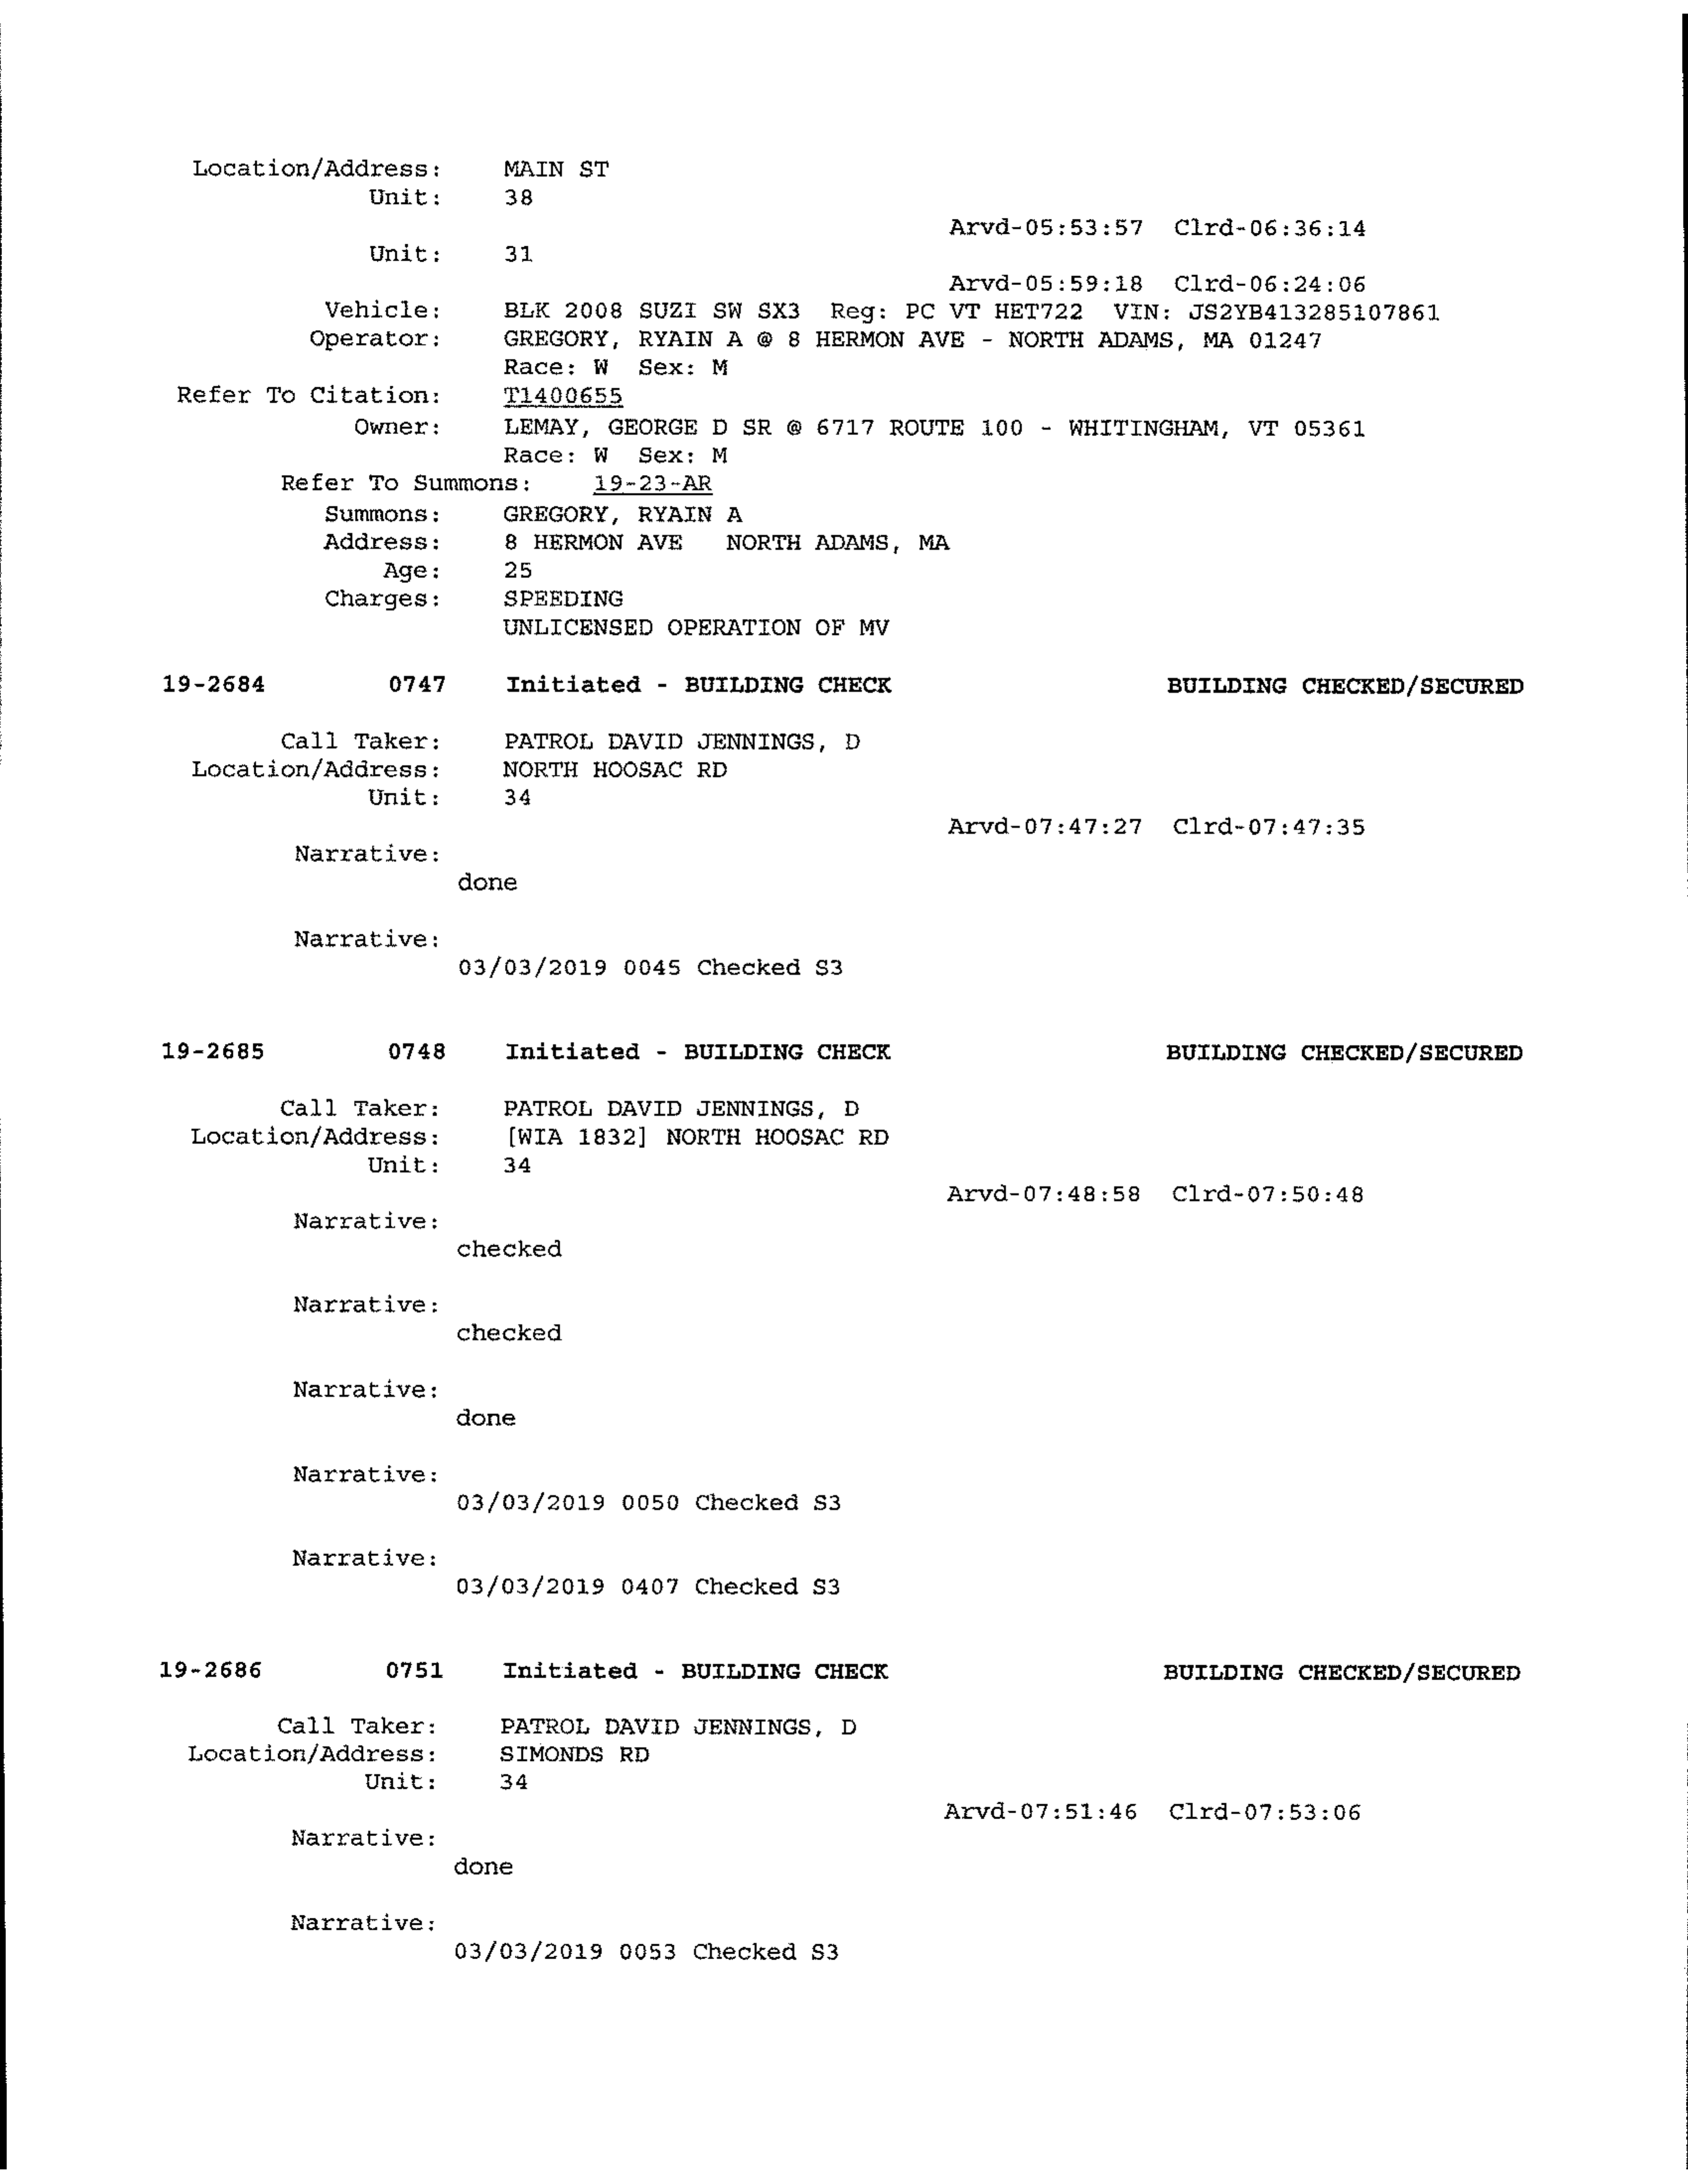 Location/Address: MAIN ST
Unit: 38
Arvd-05:53:57 Clrd-06:36:14
Unit: 31
Arvd-05:59:18 Clrd-06:24:06
Vehicle: BLK 2008 SUZI SW SX3 Reg: PC VT HET722 VIN: JS2YB413285107861
Operator: GREGORY, RYAIN A @ 8 HERMON AVE - NORTH ADAMS, MA 01247
Race: W Sex: M
Refer To Citation: T1400655
Owner: LEMAY, GEORGE D SR @ 6717 ROUTE 100 - WHITINGHAM, VT 05361
Race: W Sex: M
Refer To Summons: 19-23-AR
Summons: GREGORY, RYAIN A
Address: 8 HERMON AVE NORTH ADAMS, MA
Age: 25
Charges: SPEEDING
UNLICENSED OPERATION OF MV
19-2684 0747 Initiated - BUILDING CHECK BUILDING CHECKED/SECURED
Call Taker: PATROL DAVID JENNINGS, D
Location/Address: NORTH HOOSAC RD
Unit: 34
Arvd-07:47:27 Clrd-07:47:35
Narrative:
done
Narrative:
03/03/2019 0045 Checked S3
19-2685 0748 Initiated - BUILDING CHECK BUILDING CHECKED/SECURED
Call Taker: PATROL DAVID JENNINGS, D
Location/Address: [WIA 1832] NORTH HOOSAC RD
Unit: 34
Arvd-07:48:58 Clrd-07:50:48
Narrative:
checked
Narrative:
checked
Narrative:
done
Narrative:
03/03/2019 0050 Checked S3
Narrative:
03/03/2019 0407 Checked S3
19-2686 0751 Initiated - BUILDING CHECK BUILDING CHECKED/SECURED
Call Taker: PATROL DAVID JENNINGS, D
Location/Address: SIMONDS RD
Unit: 34
Arvd-07:51:46 Clrd-07:53:06
Narrative:
done
Narrative:
03/03/2019 0053 Checked S3